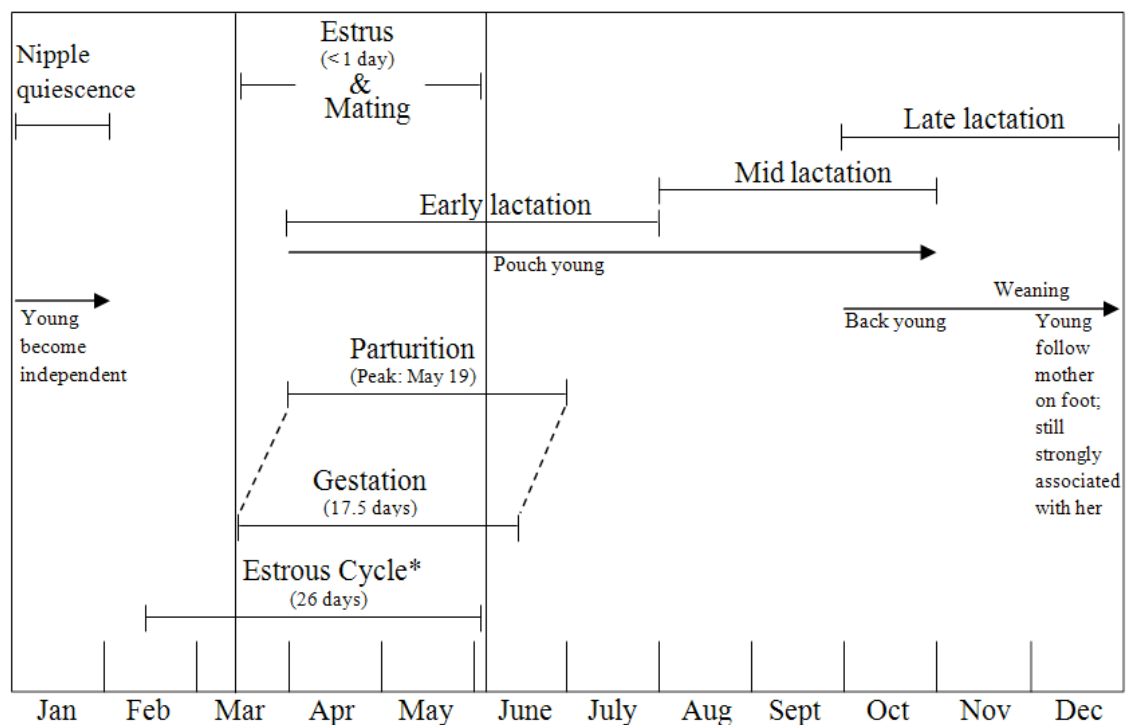 Estrus
(<1 day)
&
Mating
Nipple
quiescence
Late lactation
Mid lactation
Early lactation
Pouch young
Weaning
Back young
Young
follow
mother
on foot;
still
strongly
associated
with her
Young
become
independent
Parturition
(Peak: May 19)
Gestation
(17.5 days)
Estrous Cycle*
(26 days)
Jan Feb Mar Apr May June July Aug Sept Oct Nov Dec